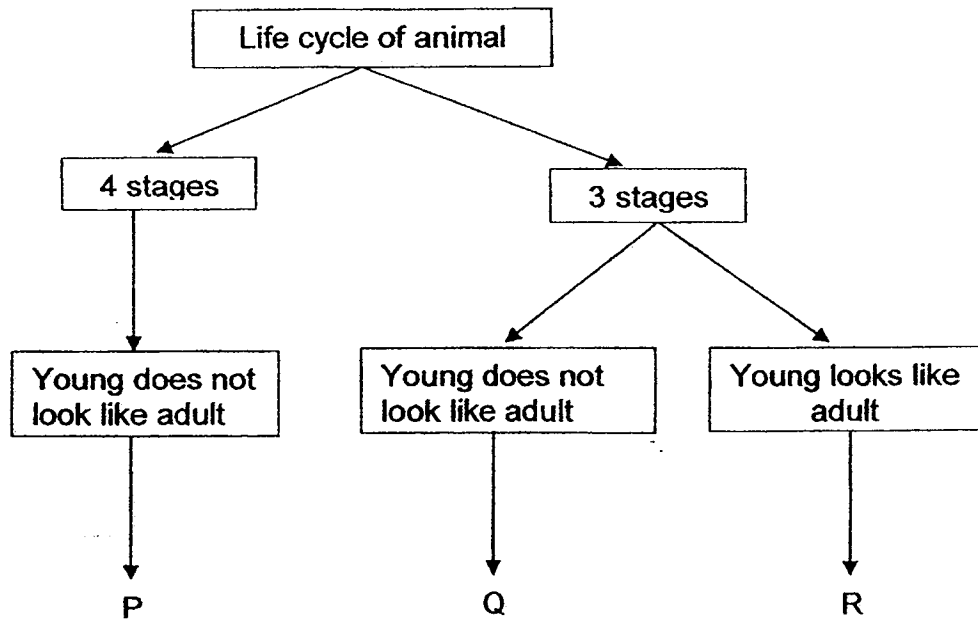 Life cycle of animal
4 stages
3 stages
Young does not
look like adult
Young does not
look like adult
Young looks like
adult
P
Q
R